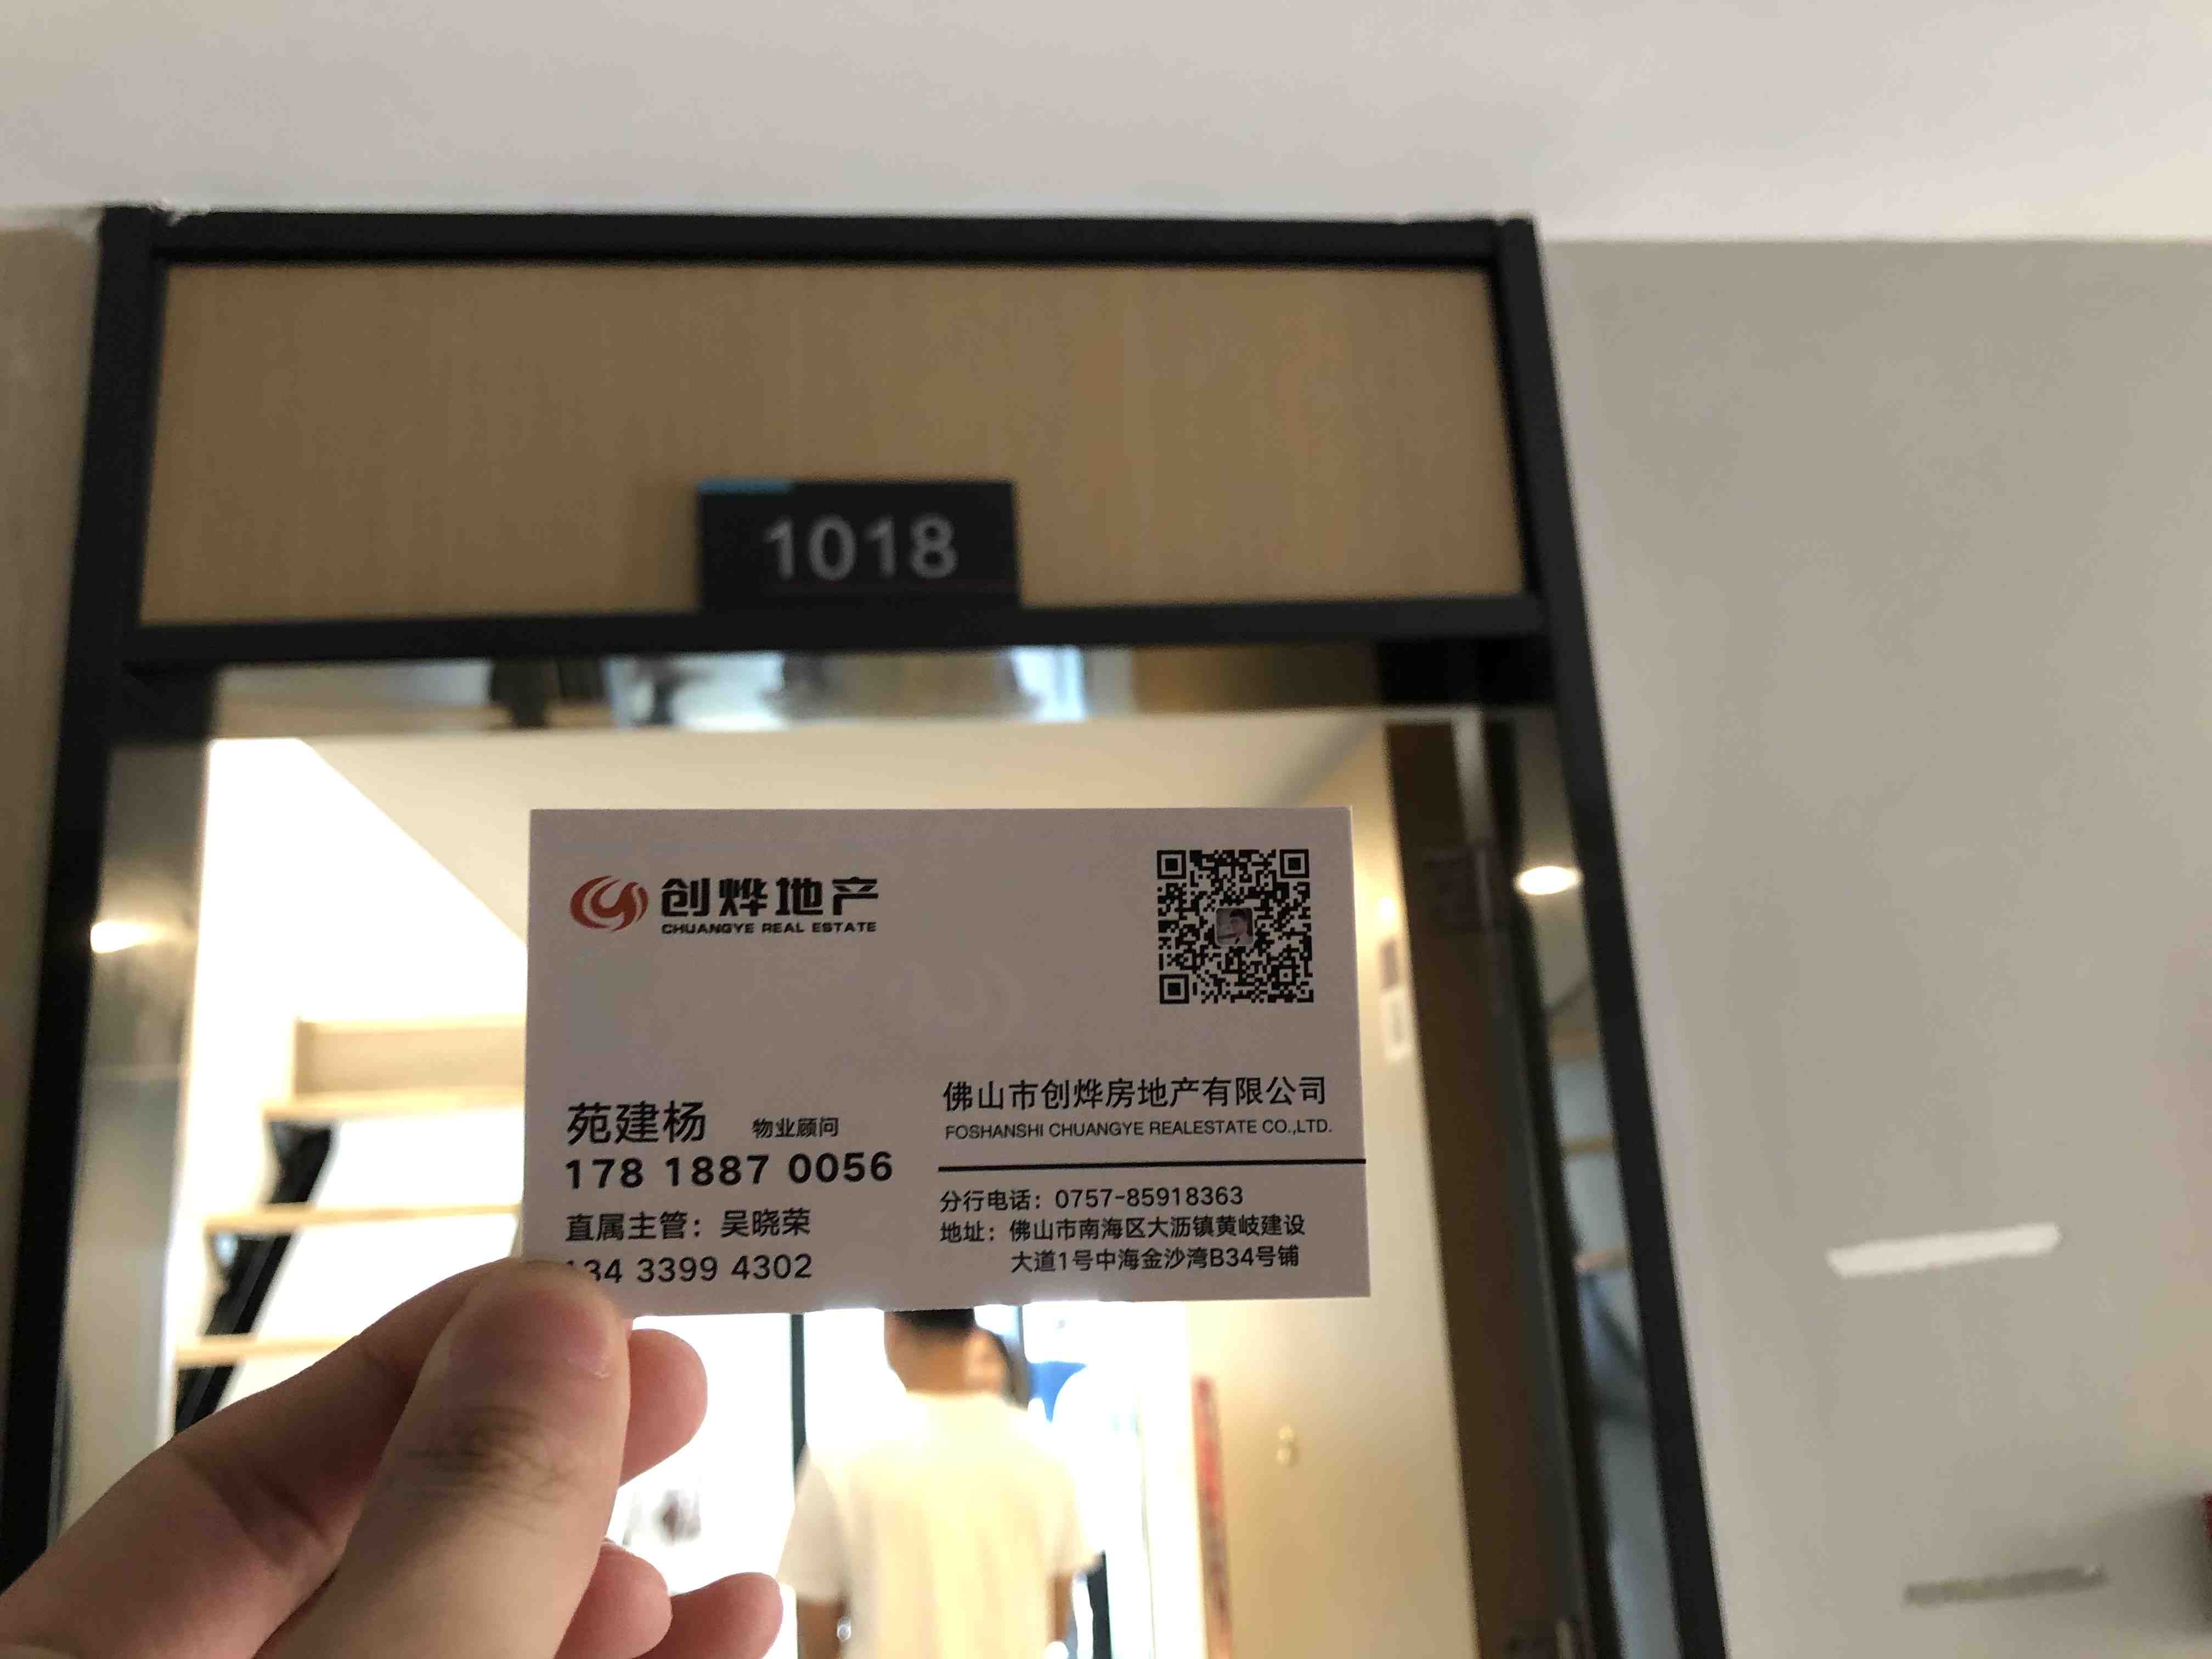 1018
创烨地产
CHUANGYE REAL ESTATE
苑建杨 物业顾问
178 1887 0056
直属主管：吴晓荣
134 3399 4302
佛山市创烨房地产有限公司
FOSHANSHI CHUANGYE REALESTATE CO.,LTD.
分行电话：0757-85918363
地址：佛山市南海区大沥镇黄岐建设
大道1号中海金沙湾B34号铺